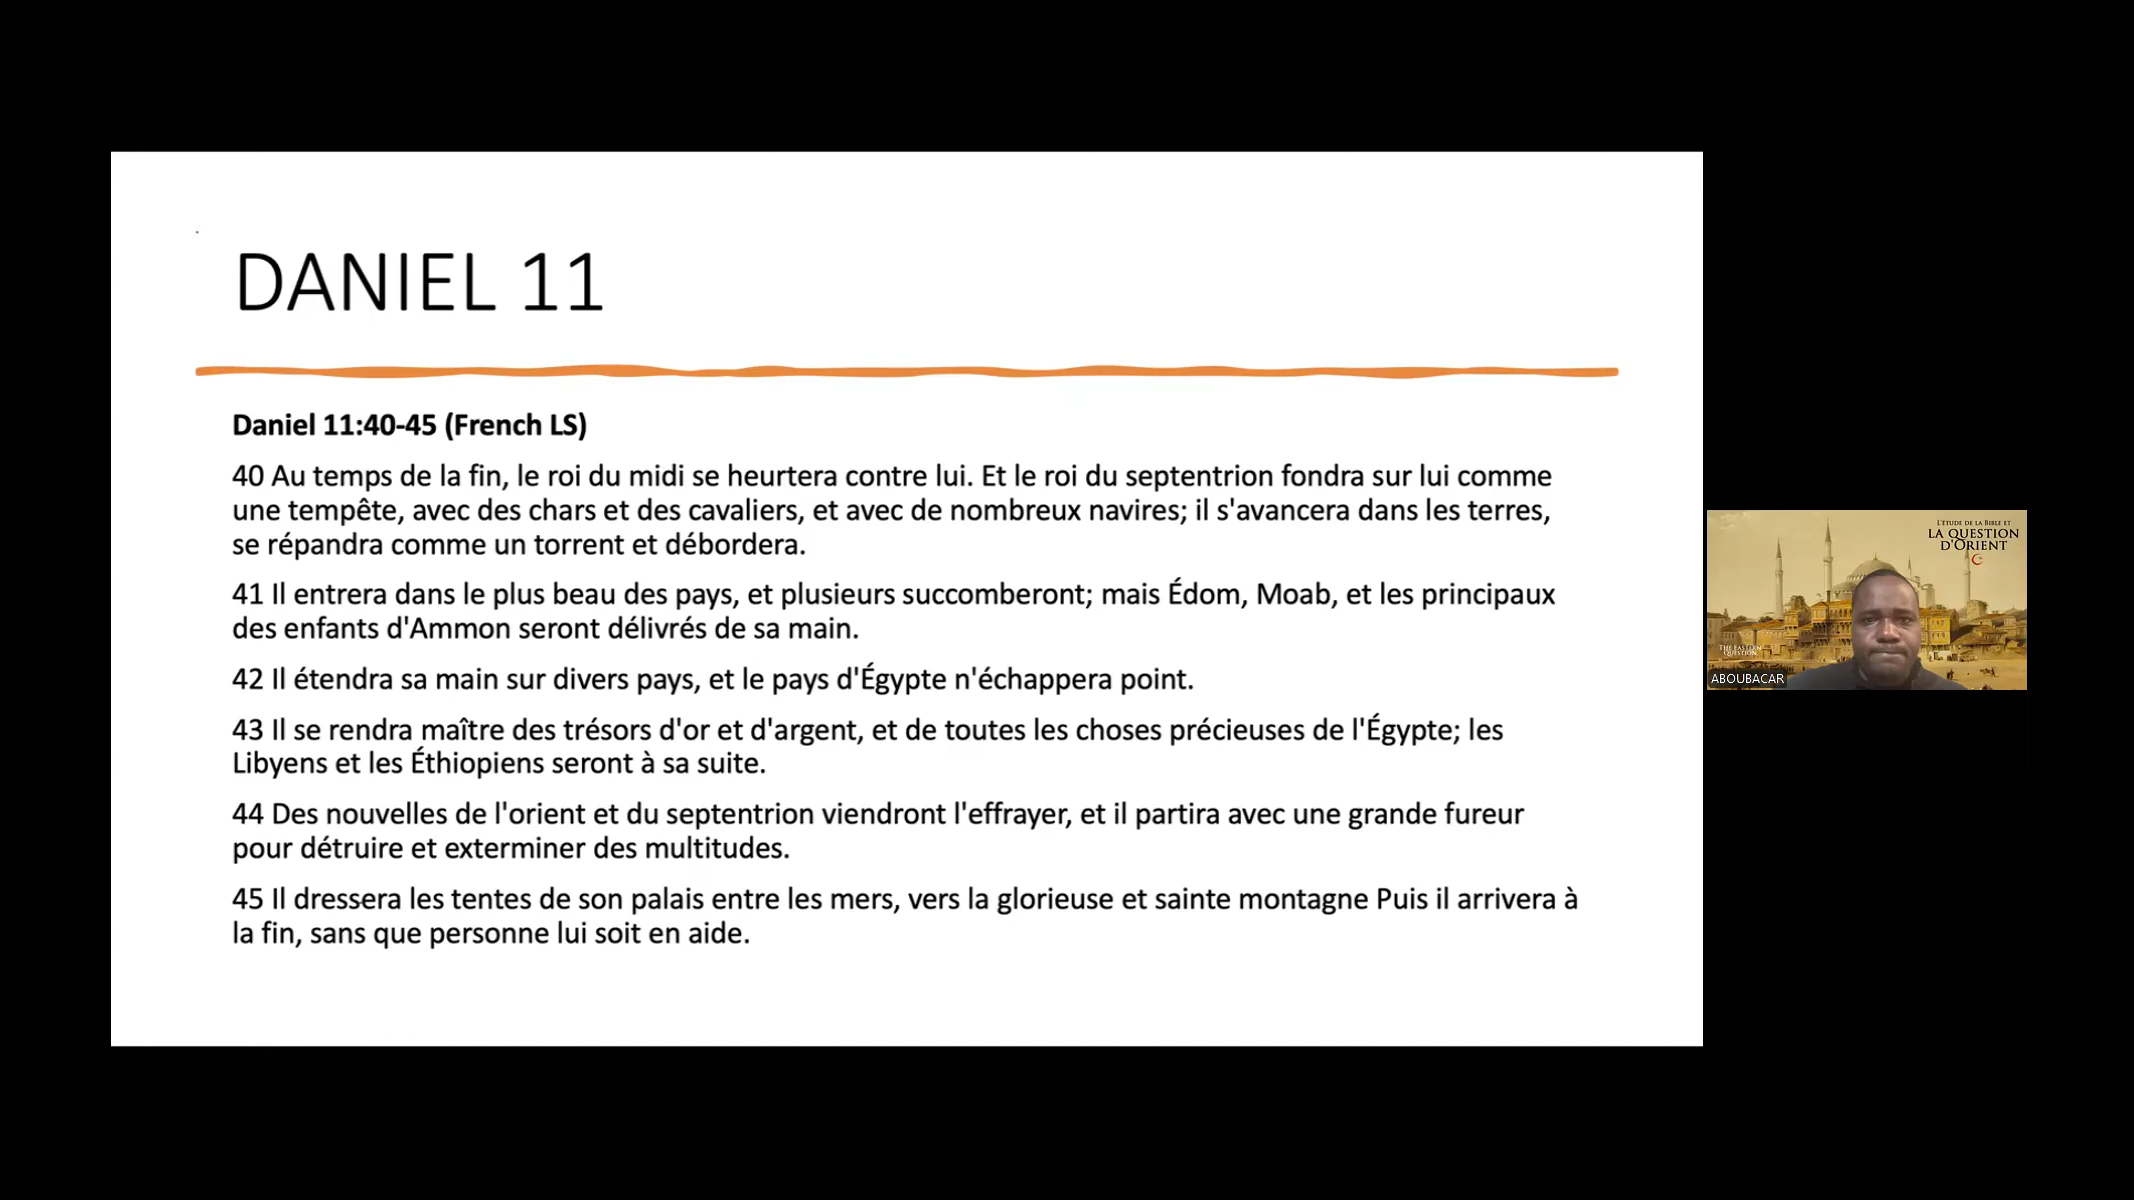 DANIEL 11
Daniel 11:40-45 (French LS)
40 Au temps de la fin, le roi du midi se heurtera contre lui. Et le roi du septentrion fondra sur lui comme
une tempête, avec des chars et des cavaliers, et avec de nombreux navires; il s'avancera dans les terres,
se répandra comme un torrent et débordera.
41 Il entrera dans le plus beau des pays, et plusieurs succomberont; mais Édom, Moab, et les principaux
des enfants d'Ammon seront délivrés de sa main.
42 Il étendra sa main sur divers pays, et le pays d'Égypte n'échappera point.
43 Il se rendra maître des trésors d'or et d'argent, et de toutes les choses précieuses de l'Égypte; les
Libyens et les Éthiopiens seront à sa suite.
44 Des nouvelles de l'orient et du septentrion viendront l'effrayer, et il partira avec une grande fureur
pour détruire et exterminer des multitudes.
45 Il dressera les tentes de son palais entre les mers, vers la glorieuse et sainte montagne Puis il arrivera à
la fin, sans que personne lui soit en aide.
L'ÉTUDE DE LA BIBLE ET
LA QUESTION
D'ORIENT
THE EASTERN
QUESTION
ABOUBACAR